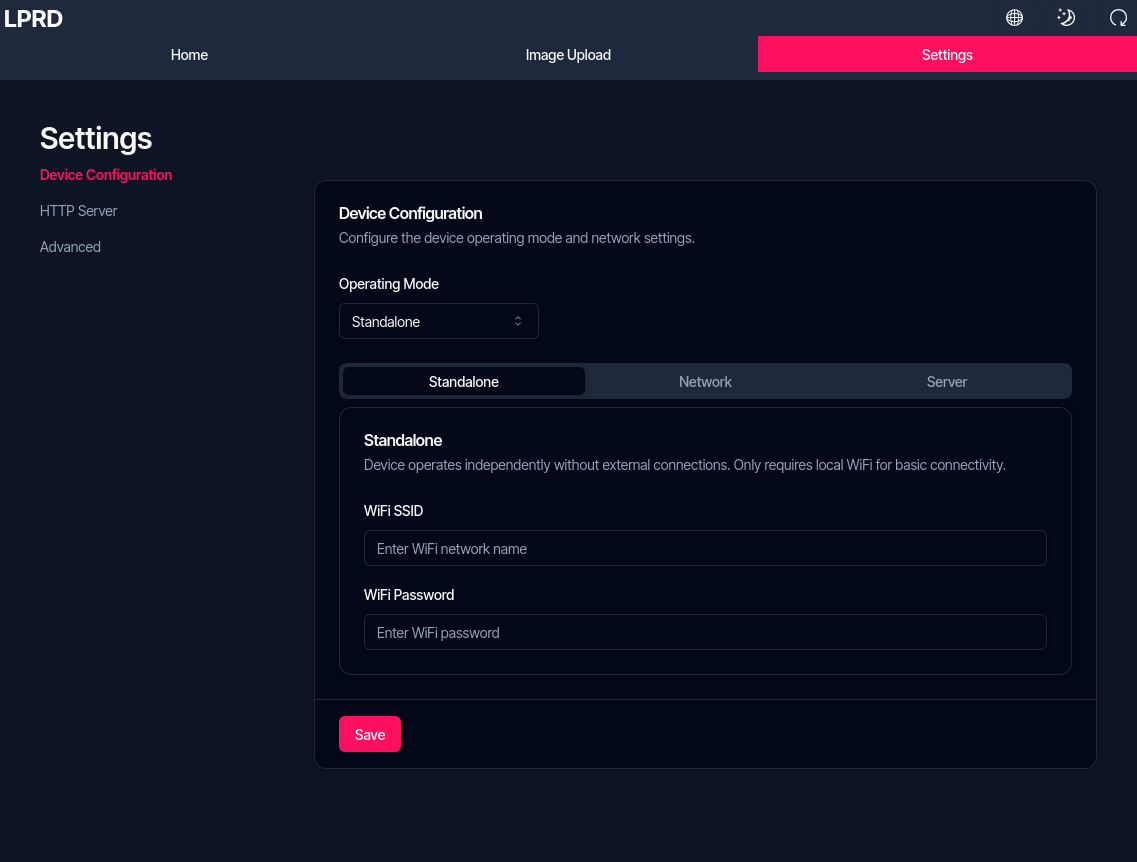 LPRD
Home
Image Upload
Settings
Settings
Device Configuration
HTTP Server
Advanced
Device Configuration
Configure the device operating mode and network settings.
Operating Mode
Standalone
Standalone
Network
Server
Standalone
Device operates independently without external connections. Only requires local WiFi for basic connectivity.
WiFi SSID
Enter WiFi network name
WiFi Password
Enter WiFi password
Save